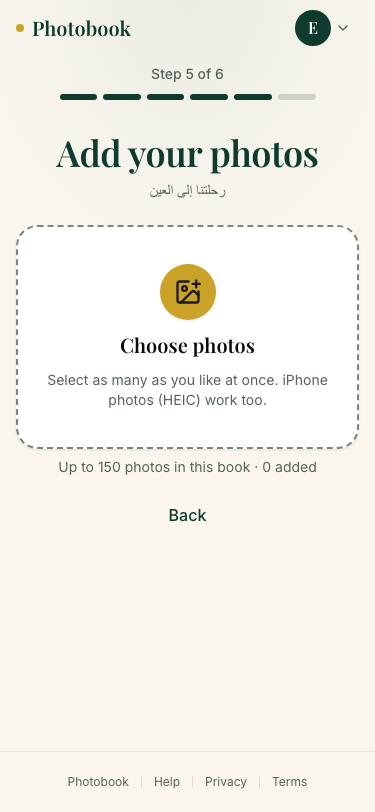 Photobook
E
Step 5 of 6
Add your photos
رحلتنا إلى العين
Choose photos
Select as many as you like at once. iPhone
photos (HEIC) work too.
Up to 150 photos in this book · 0 added
Back
Photobook
Help
Privacy
Terms